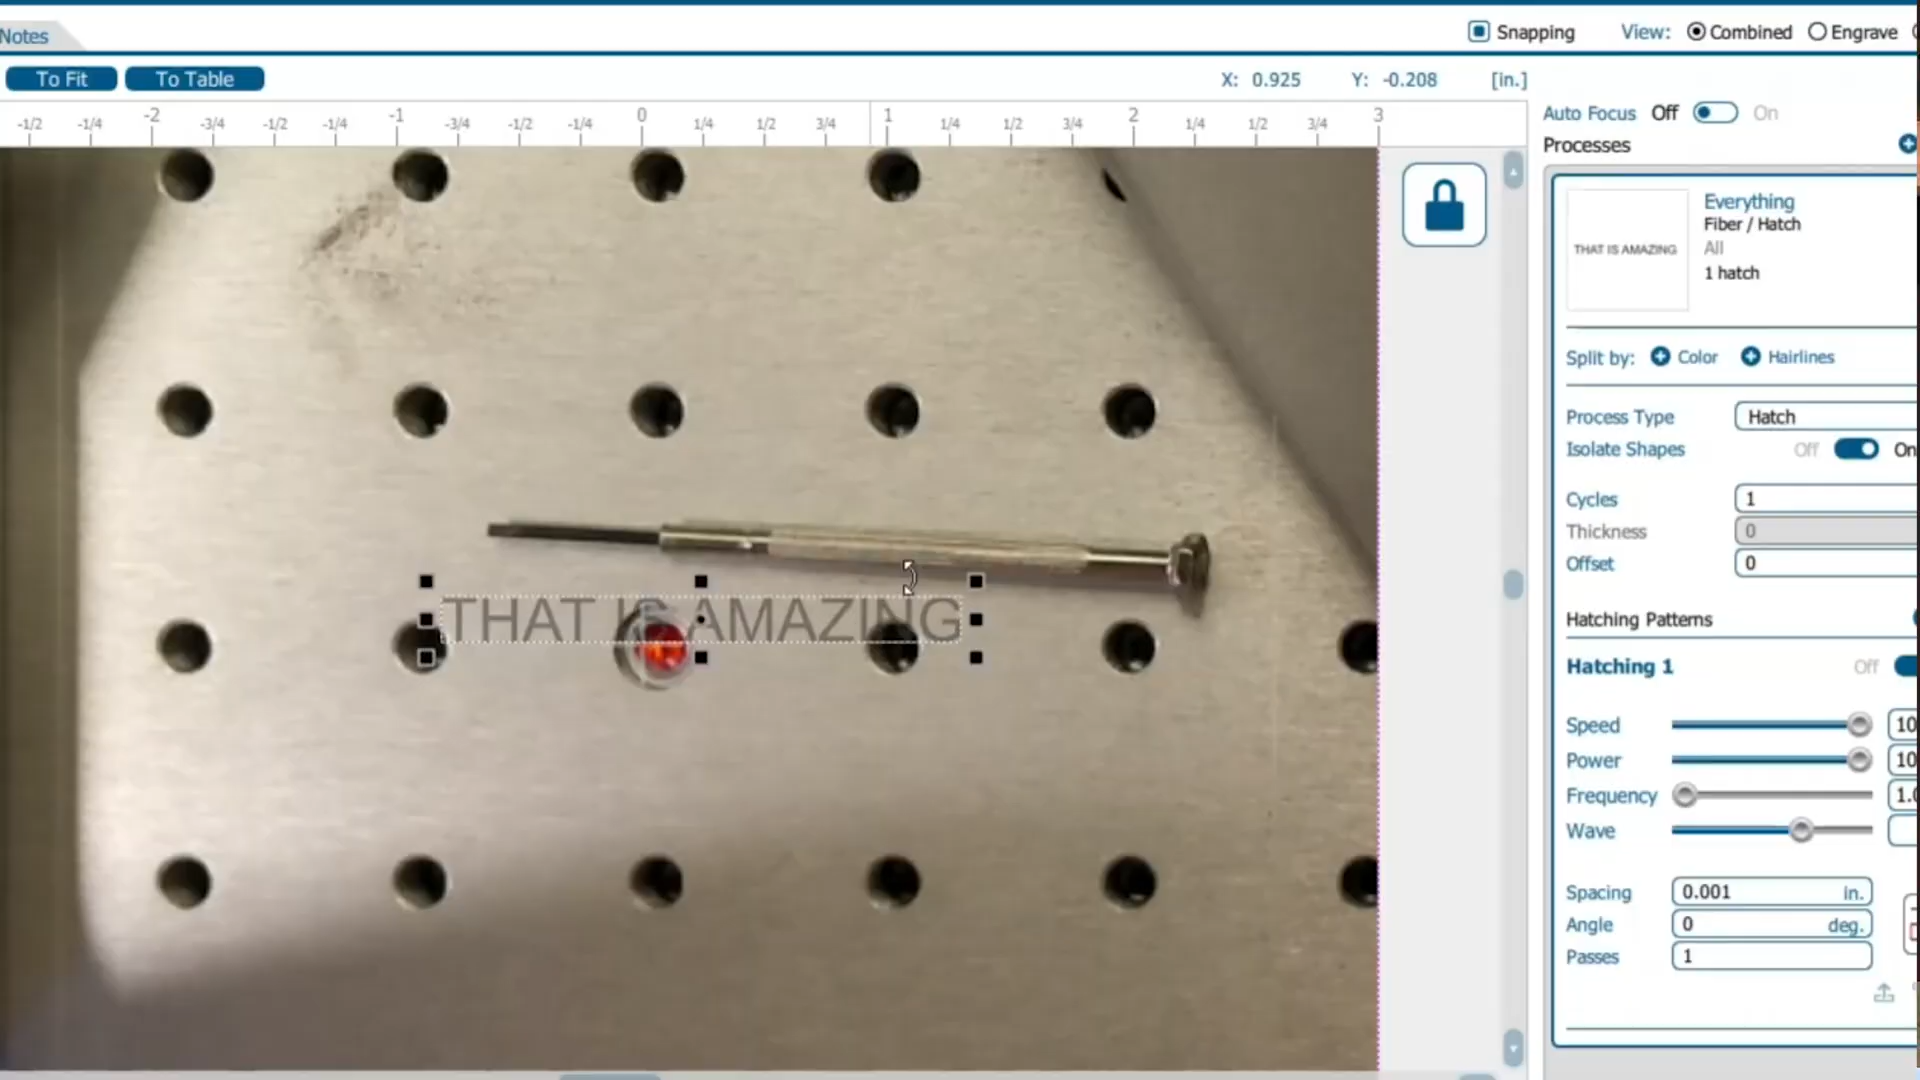 Notes
Snapping View: Combined Engrave
To Fit To Table X: 0.925 Y: -0.208 [in.]
-2 -1 0 1 2 3
-1/2 -1/4 -3/4 -1/2 -1/4 -3/4 -1/2 -1/4 1/4 1/2 3/4 1/4 1/2 3/4 1/4 1/2 3/4
Auto Focus Off On
Processes
Everything
Fiber / Hatch
THAT IS AMAZING All
1 hatch
Split by: Color Hairlines
Process Type Hatch
Isolate Shapes Off On
Cycles 1
Thickness 0
Offset 0
THAT IS AMAZING
Hatching Patterns
Hatching 1 Off
Speed 10
Power 10
Frequency 1.0
Wave
Spacing 0.001 in.
Angle 0 deg.
Passes 1